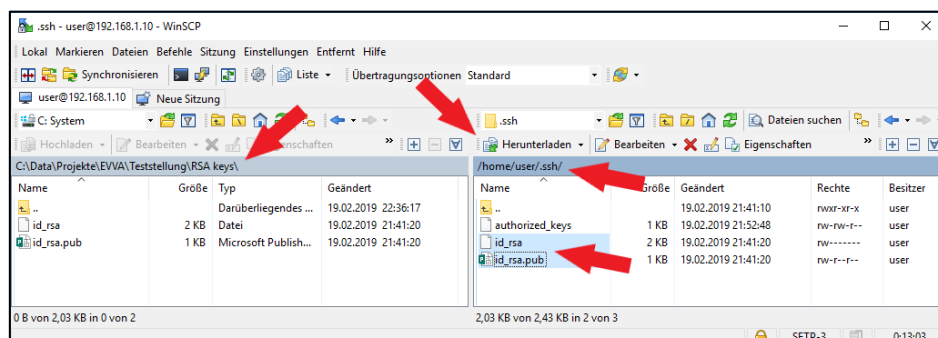 .ssh - user@192.168.1.10 - WinSCP
Lokal Markieren Dateien Befehle Sitzung Einstellungen Entfernt Hilfe
Synchronisieren Liste Übertragungsoptionen Standard
user@192.168.1.10 Neue Sitzung
C: System
Hochladen Bearbeiten Eigenschaften »
C:\Data\Projekte\EVVA\Teststellung\RSA keys\
Name Größe Typ Geändert
.. Darüberliegendes ... 19.02.2019 22:36:17
id_rsa 2 KB Datei 19.02.2019 21:41:20
id_rsa.pub 1 KB Microsoft Publish... 19.02.2019 21:41:20
0 B von 2,03 KB in 0 von 2
.ssh Dateien suchen
Herunterladen Bearbeiten Eigenschaften »
/home/user/.ssh/
Name Größe Geändert Rechte Besitzer
.. 19.02.2019 21:41:10 rwxr-xr-x user
authorized_keys 1 KB 19.02.2019 21:52:48 rw-rw-r-- user
id_rsa 2 KB 19.02.2019 21:41:20 rw------- user
id_rsa.pub 1 KB 19.02.2019 21:41:20 rw-r--r-- user
2,03 KB von 2,43 KB in 2 von 3
SFTP-3 0:13:03